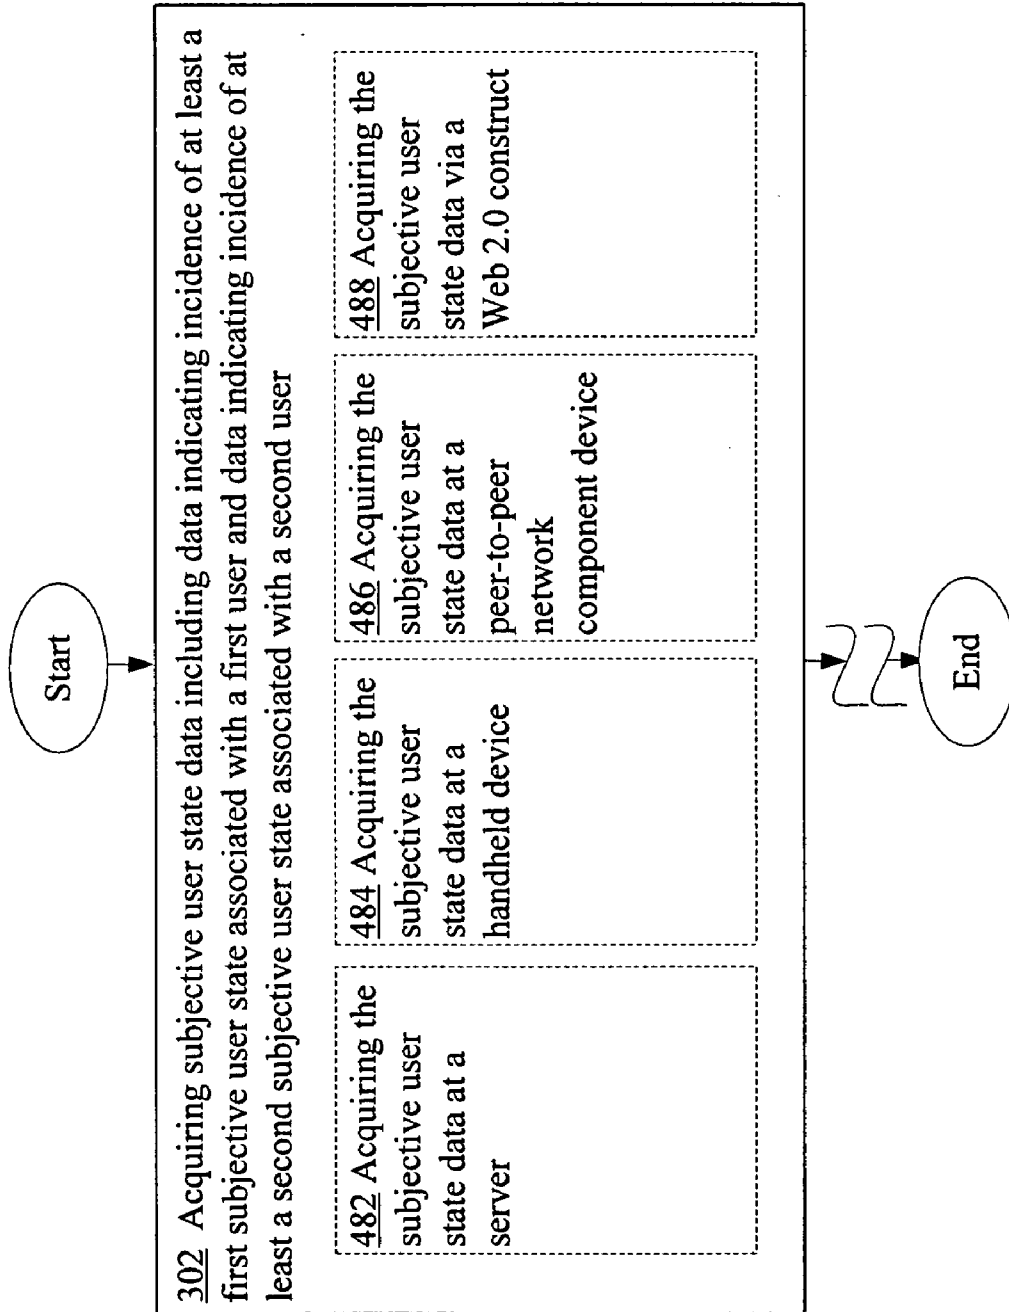 Start
302 Acquiring subjective user state data including data indicating incidence of at least a
first subjective user state associated with a first user and data indicating incidence of at
least a second subjective user state associated with a second user
482 Acquiring the
subjective user
state data at a
server
484 Acquiring the
subjective user
state data at a
handheld device
486 Acquiring the
subjective user
state data at a
peer-to-peer
network
component device
488 Acquiring the
subjective user
state data via a
Web 2.0 construct
End